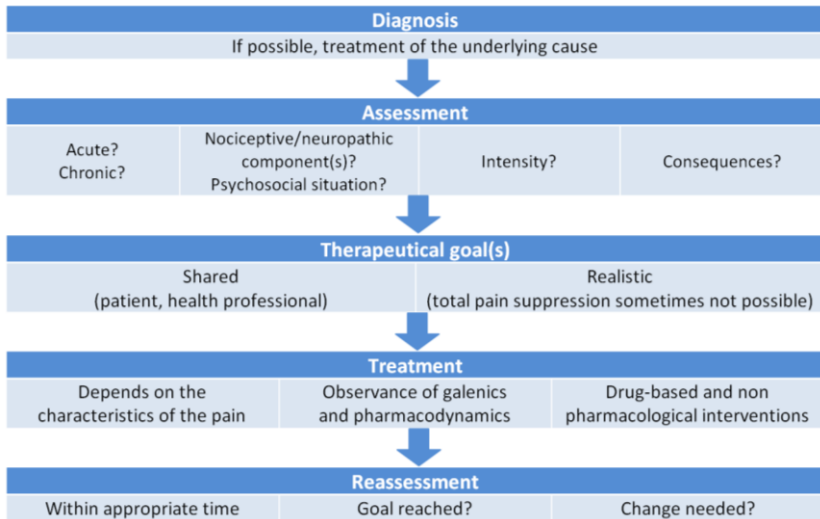 Diagnosis
If possible, treatment of the underlying cause
Assessment
Acute?
Chronic?
Nociceptive/neuropathic
component(s)?
Psychosocial situation?
Intensity?
Consequences?
Therapeutical goal(s)
Shared
(patient, health professional)
Realistic
(total pain suppression sometimes not possible)
Treatment
Depends on the
characteristics of the pain
Observance of galenics
and pharmacodynamics
Drug-based and non
pharmacological interventions
Reassessment
Within appropriate time
Goal reached?
Change needed?